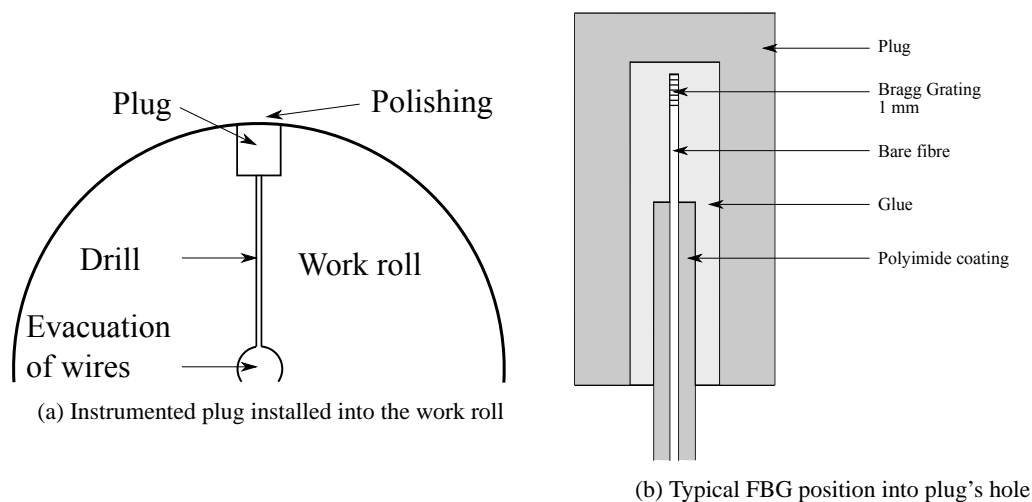 Plug
Polishing
Drill
Work roll
Evacuation
of wires
(a) Instrumented plug installed into the work roll
Plug
Bragg Grating
1 mm
Bare fibre
Glue
Polyimide coating
(b) Typical FBG position into plug's hole